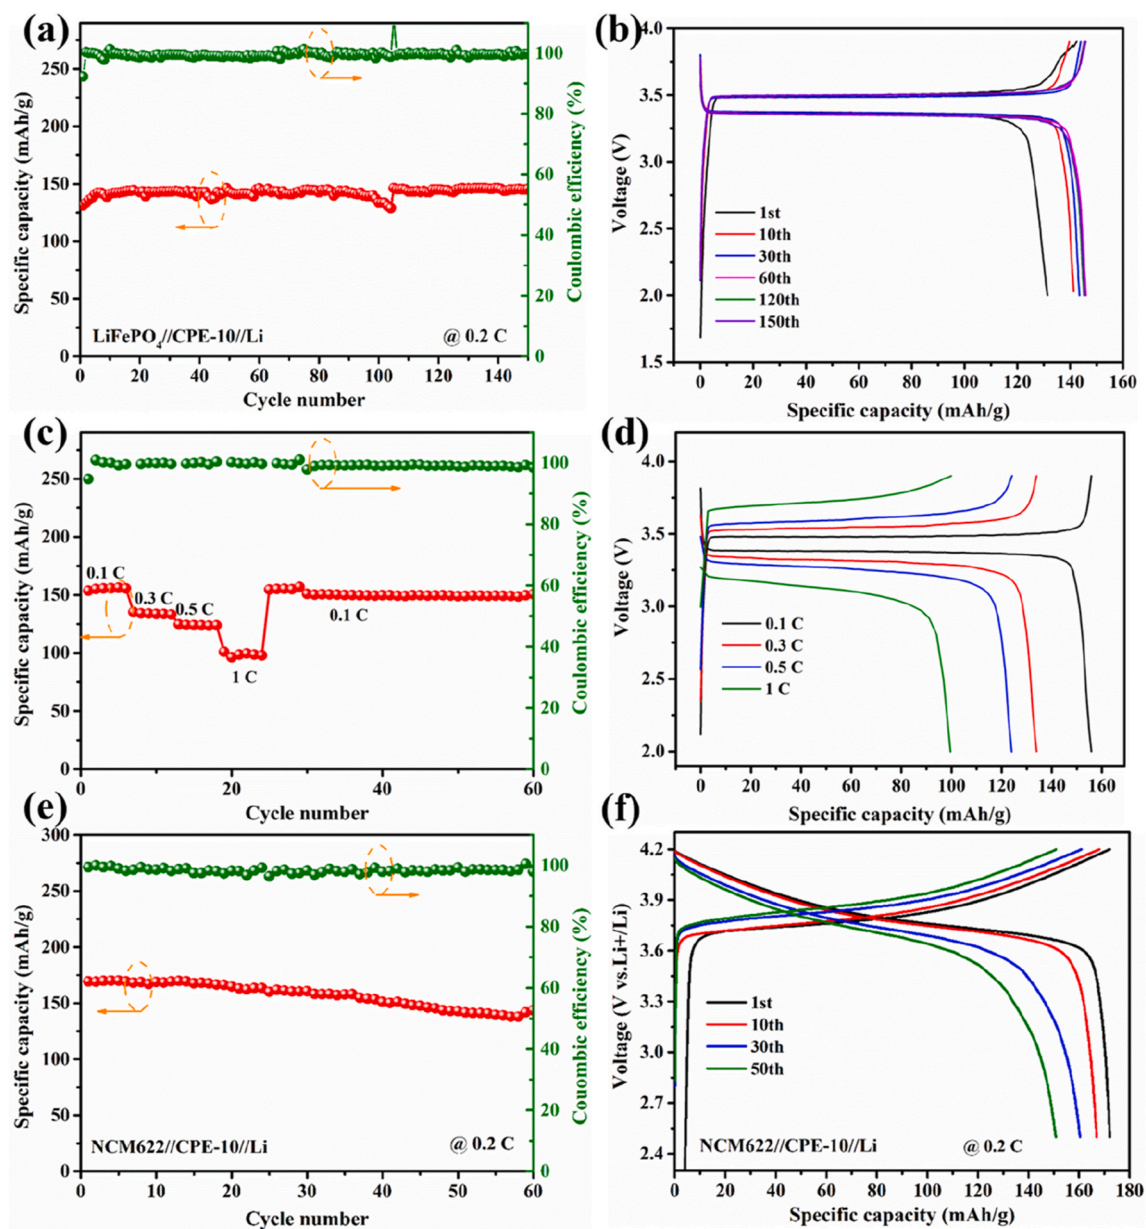 (a)
Specific capacity (mAh/g)
250
200
150
100
50
0
100
80
60
40
20
0
Coulombic efficiency (%)
LiFePO4//CPE-10//Li
@ 0.2 C
0 20 40 60 80 100 120 140
Cycle number
(b)
Voltage (V)
4.0
3.5
3.0
2.5
2.0
1.5
1st
10th
30th
60th
120th
150th
0 20 40 60 80 100 120 140 160
Specific capacity (mAh/g)
(c)
Specific capacity (mAh/g)
250
200
150
100
50
0
100
80
60
40
20
0
Coulombic efficiency (%)
0.1 C
0.3 C
0.5 C
1 C
0.1 C
0 20 40 60
Cycle number
(d)
Voltage (V)
4.0
3.5
3.0
2.5
2.0
0.1 C
0.3 C
0.5 C
1 C
0 20 40 60 80 100 120 140 160
Specific capacity (mAh/g)
(e)
Specific capacity (mAh/g)
300
275
250
225
200
175
150
125
100
75
50
25
0
100
80
60
40
20
0
Couombic efficiency (%)
NCM622//CPE-10//Li
@ 0.2 C
0 10 20 30 40 50 60
Cycle number
(f)
Voltage (V vs.Li+/Li)
4.2
3.9
3.6
3.3
3.0
2.7
2.4
1st
10th
30th
50th
NCM622//CPE-10//Li
@ 0.2 C
0 20 40 60 80 100 120 140 160 180
Specific capacity (mAh/g)